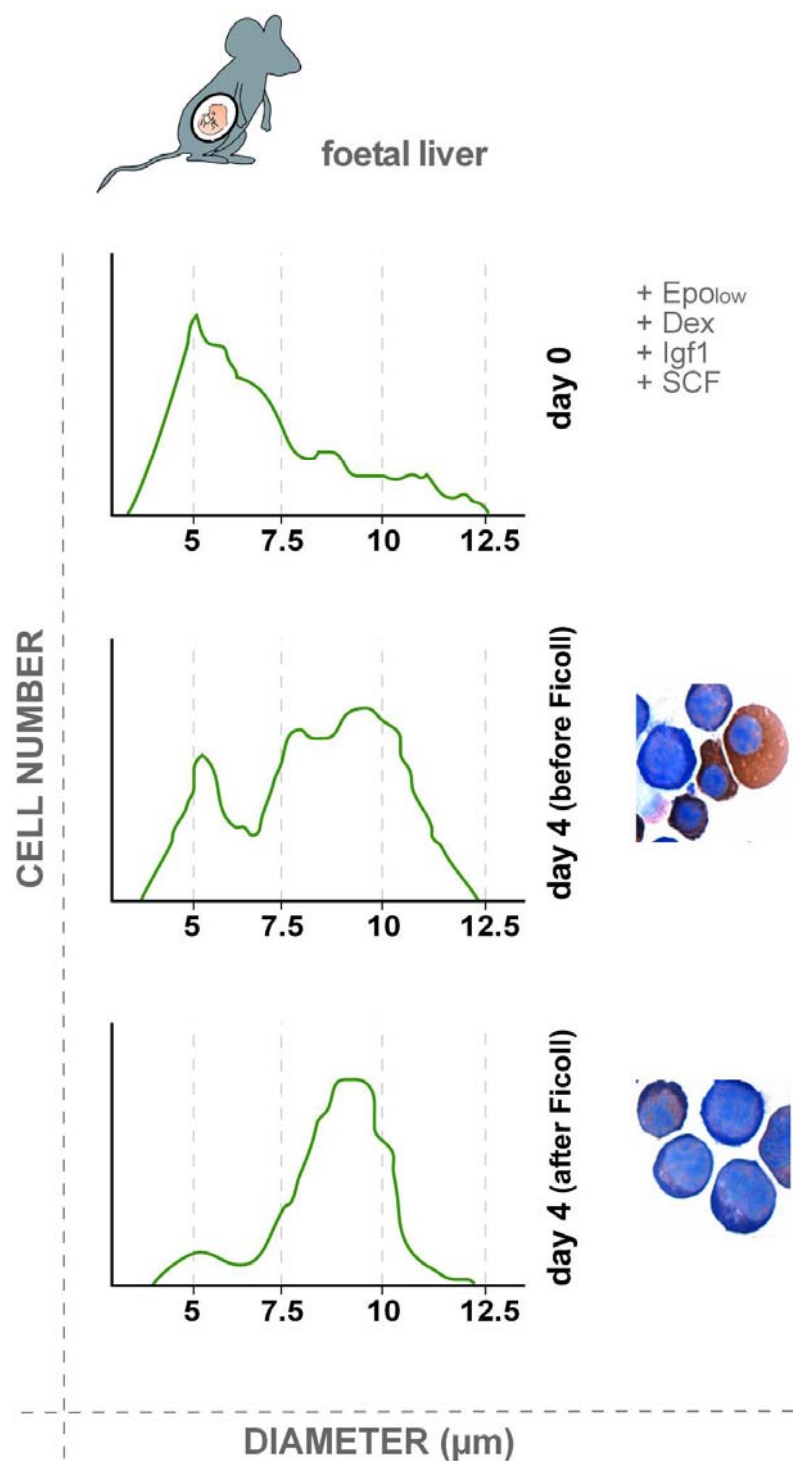 foetal liver
+ Epolow
+ Dex
+ Igf1
+ SCF
day 0
5 7.5 10 12.5
CELL NUMBER
day 4 (before Ficoll)
5 7.5 10 12.5
day 4 (after Ficoll)
5 7.5 10 12.5
DIAMETER (µm)